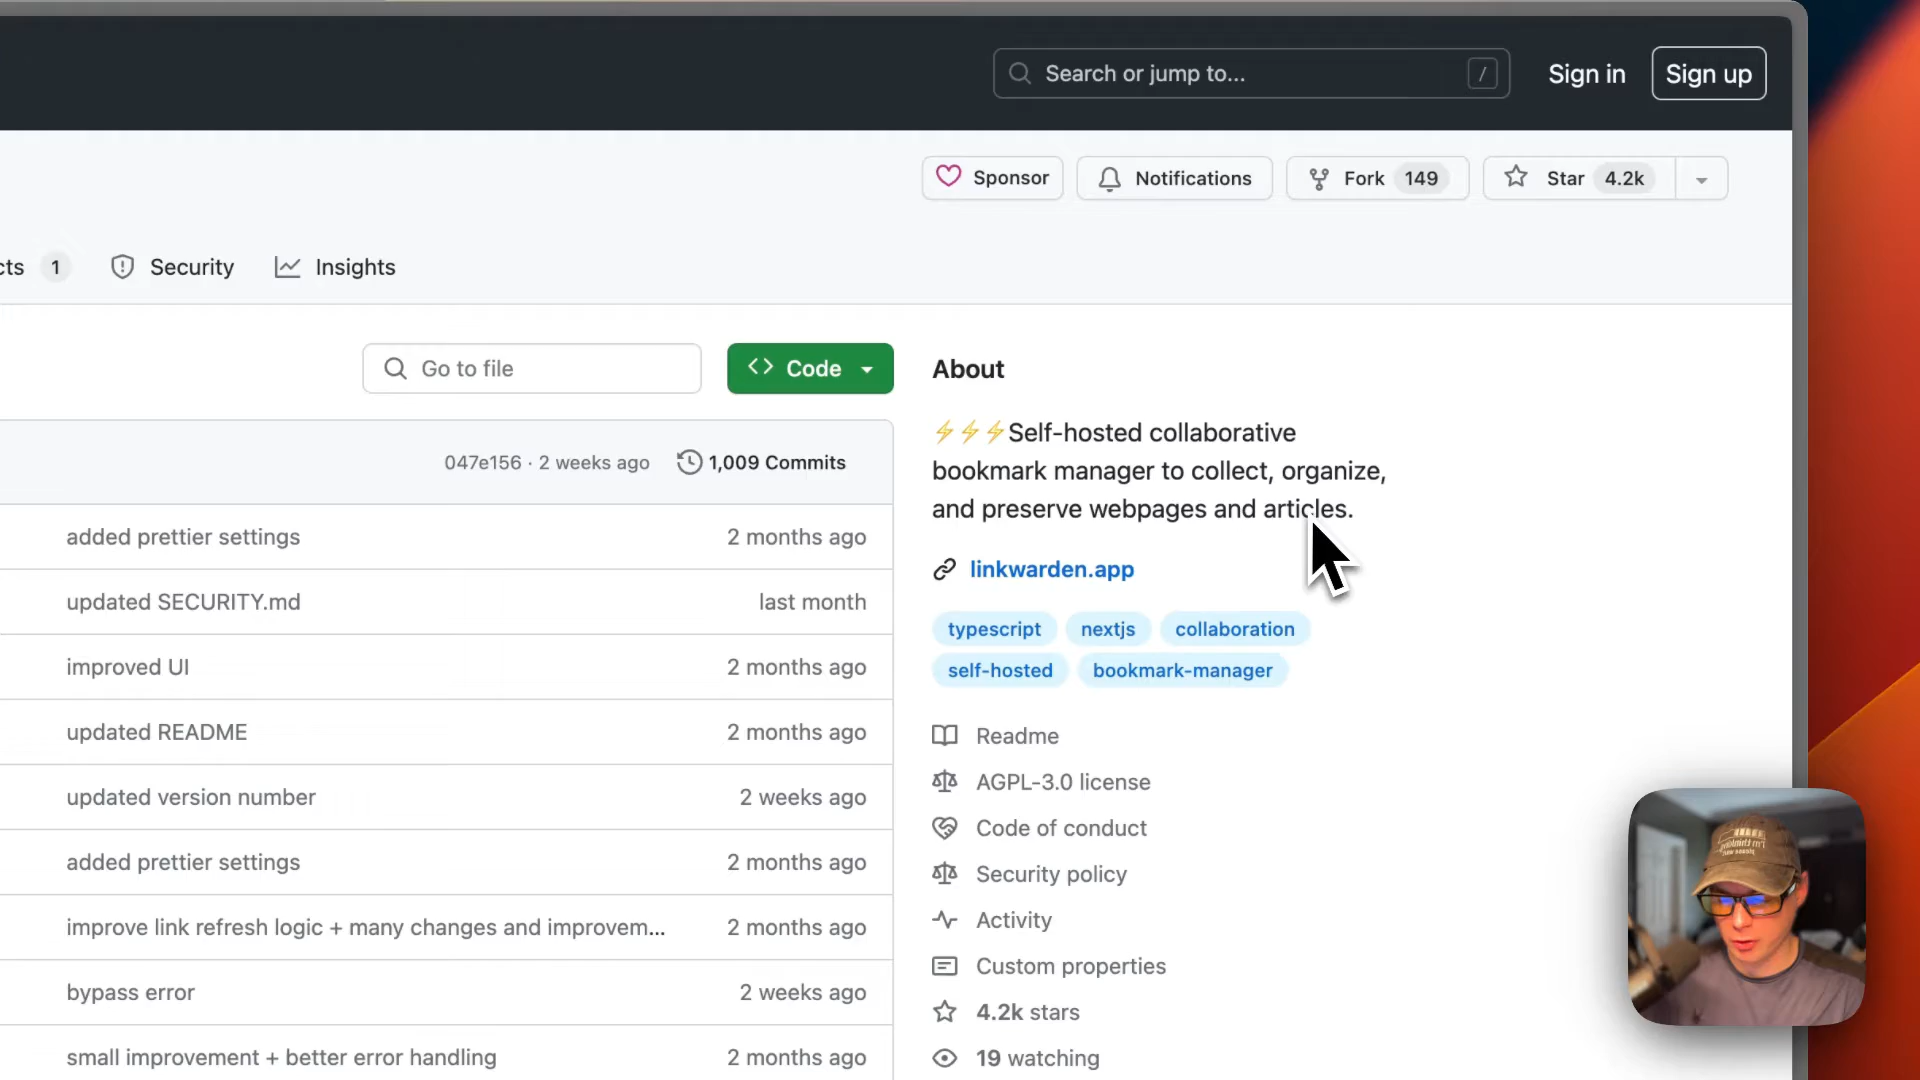 Search or jump to...
/
Sign in
Sign up
Sponsor
Notifications
Fork 149
Star 4.2k
cts 1
Security
Insights
Go to file
Code
About
047e156 · 2 weeks ago
1,009 Commits
⚡⚡⚡Self-hosted collaborative
bookmark manager to collect, organize,
and preserve webpages and articles.
linkwarden.app
typescript
nextjs
collaboration
self-hosted
bookmark-manager
added prettier settings 2 months ago
updated SECURITY.md last month
improved UI 2 months ago
updated README 2 months ago
updated version number 2 weeks ago
added prettier settings 2 months ago
improve link refresh logic + many changes and improvem... 2 months ago
bypass error 2 weeks ago
small improvement + better error handling 2 months ago
Readme
AGPL-3.0 license
Code of conduct
Security policy
Activity
Custom properties
4.2k stars
19 watching